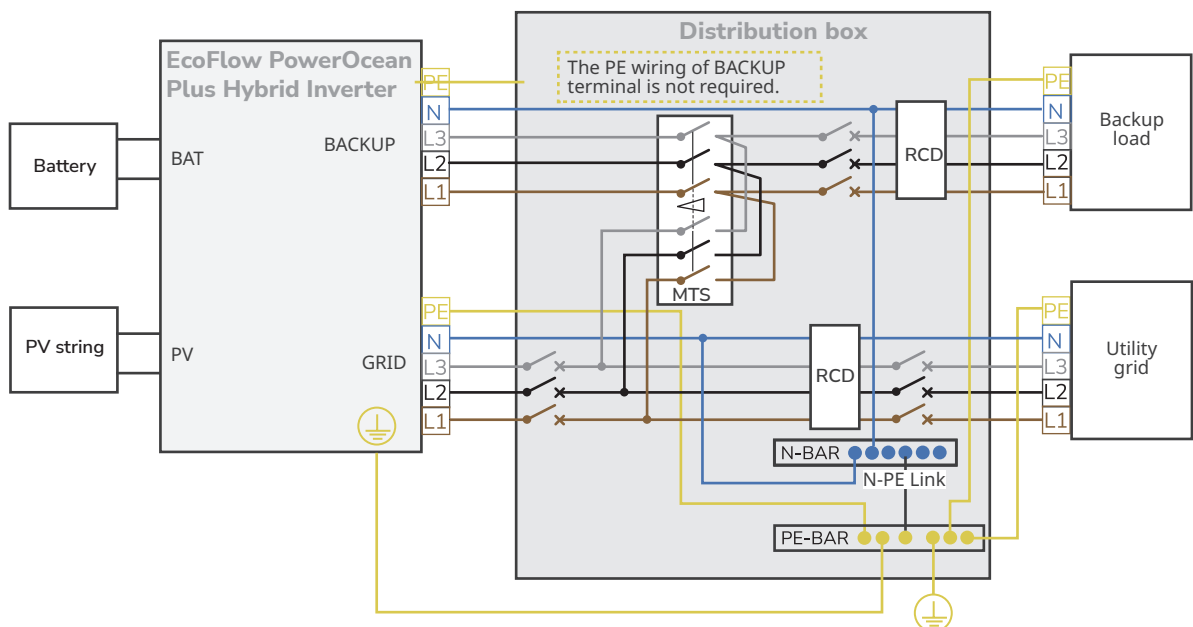 Distribution box
EcoFlow PowerOcean
Plus Hybrid Inverter
The PE wiring of BACKUP
terminal is not required.
PE
N
L3
L2
L1
BACKUP
BAT
Battery
MTS
RCD
PE
N
L3
L2
L1
Backup
load
PV string
PV
GRID
PE
N
L3
L2
L1
RCD
PE
N
L3
L2
L1
Utility
grid
N-BAR
N-PE Link
PE-BAR